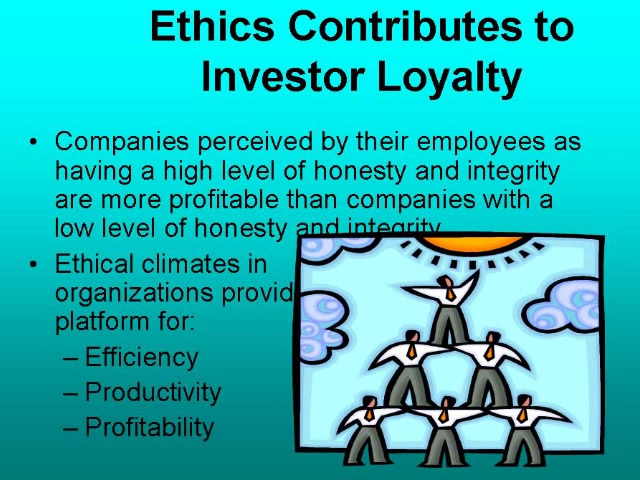 Ethics Contributes to
Investor Loyalty
• Companies perceived by their employees as
having a high level of honesty and integrity
are more profitable than companies with a
low level of honesty and integrity
• Ethical climates in
organizations provid
platform for:
– Efficiency
– Productivity
– Profitability